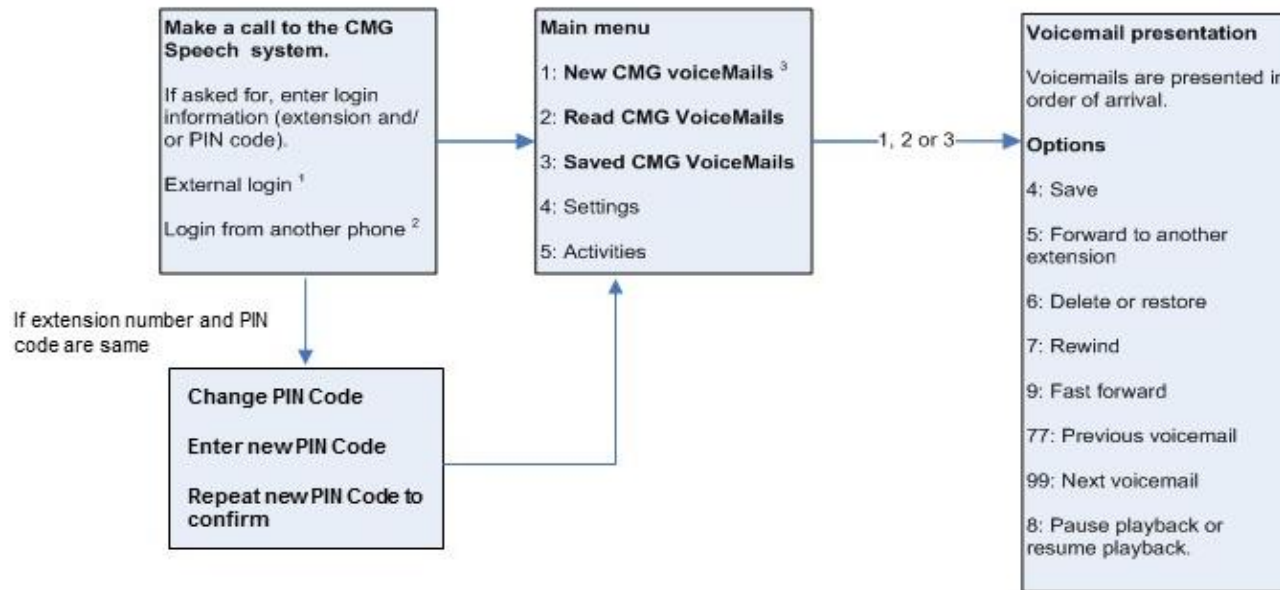 Make a call to the CMG
Speech system.
If asked for, enter login
information (extension and/
or PIN code).
External login 1
Login from another phone 2
If extension number and PIN
code are same
Change PIN Code
Enter new PIN Code
Repeat new PIN Code to
confirm
Main menu
1: New CMG voiceMails 3
2: Read CMG VoiceMails
3: Saved CMG VoiceMails
4: Settings
5: Activities
1, 2 or 3
Voicemail presentation
Voicemails are presented in
order of arrival.
Options
4: Save
5: Forward to another
extension
6: Delete or restore
7: Rewind
9: Fast forward
77: Previous voicemail
99: Next voicemail
8: Pause playback or
resume playback.